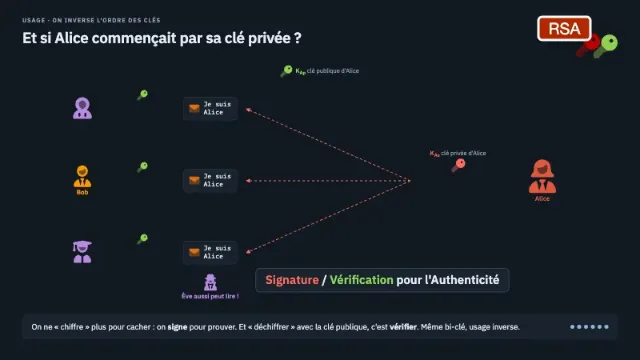 USAGE - ON INVERSE L'ORDRE DES CLÉS
Et si Alice commençait par sa clé privée ?
RSA
K_Ap clé publique d'Alice
Je suis
Alice
K_As clé privée d'Alice
Je suis
Alice
Bob
Alice
Je suis
Alice
Signature / Vérification pour l'Authenticité
Ève aussi peut lire !
On ne « chiffre » plus pour cacher : on signe pour prouver. Et « déchiffrer » avec la clé publique, c'est vérifier. Même bi-clé, usage inverse.